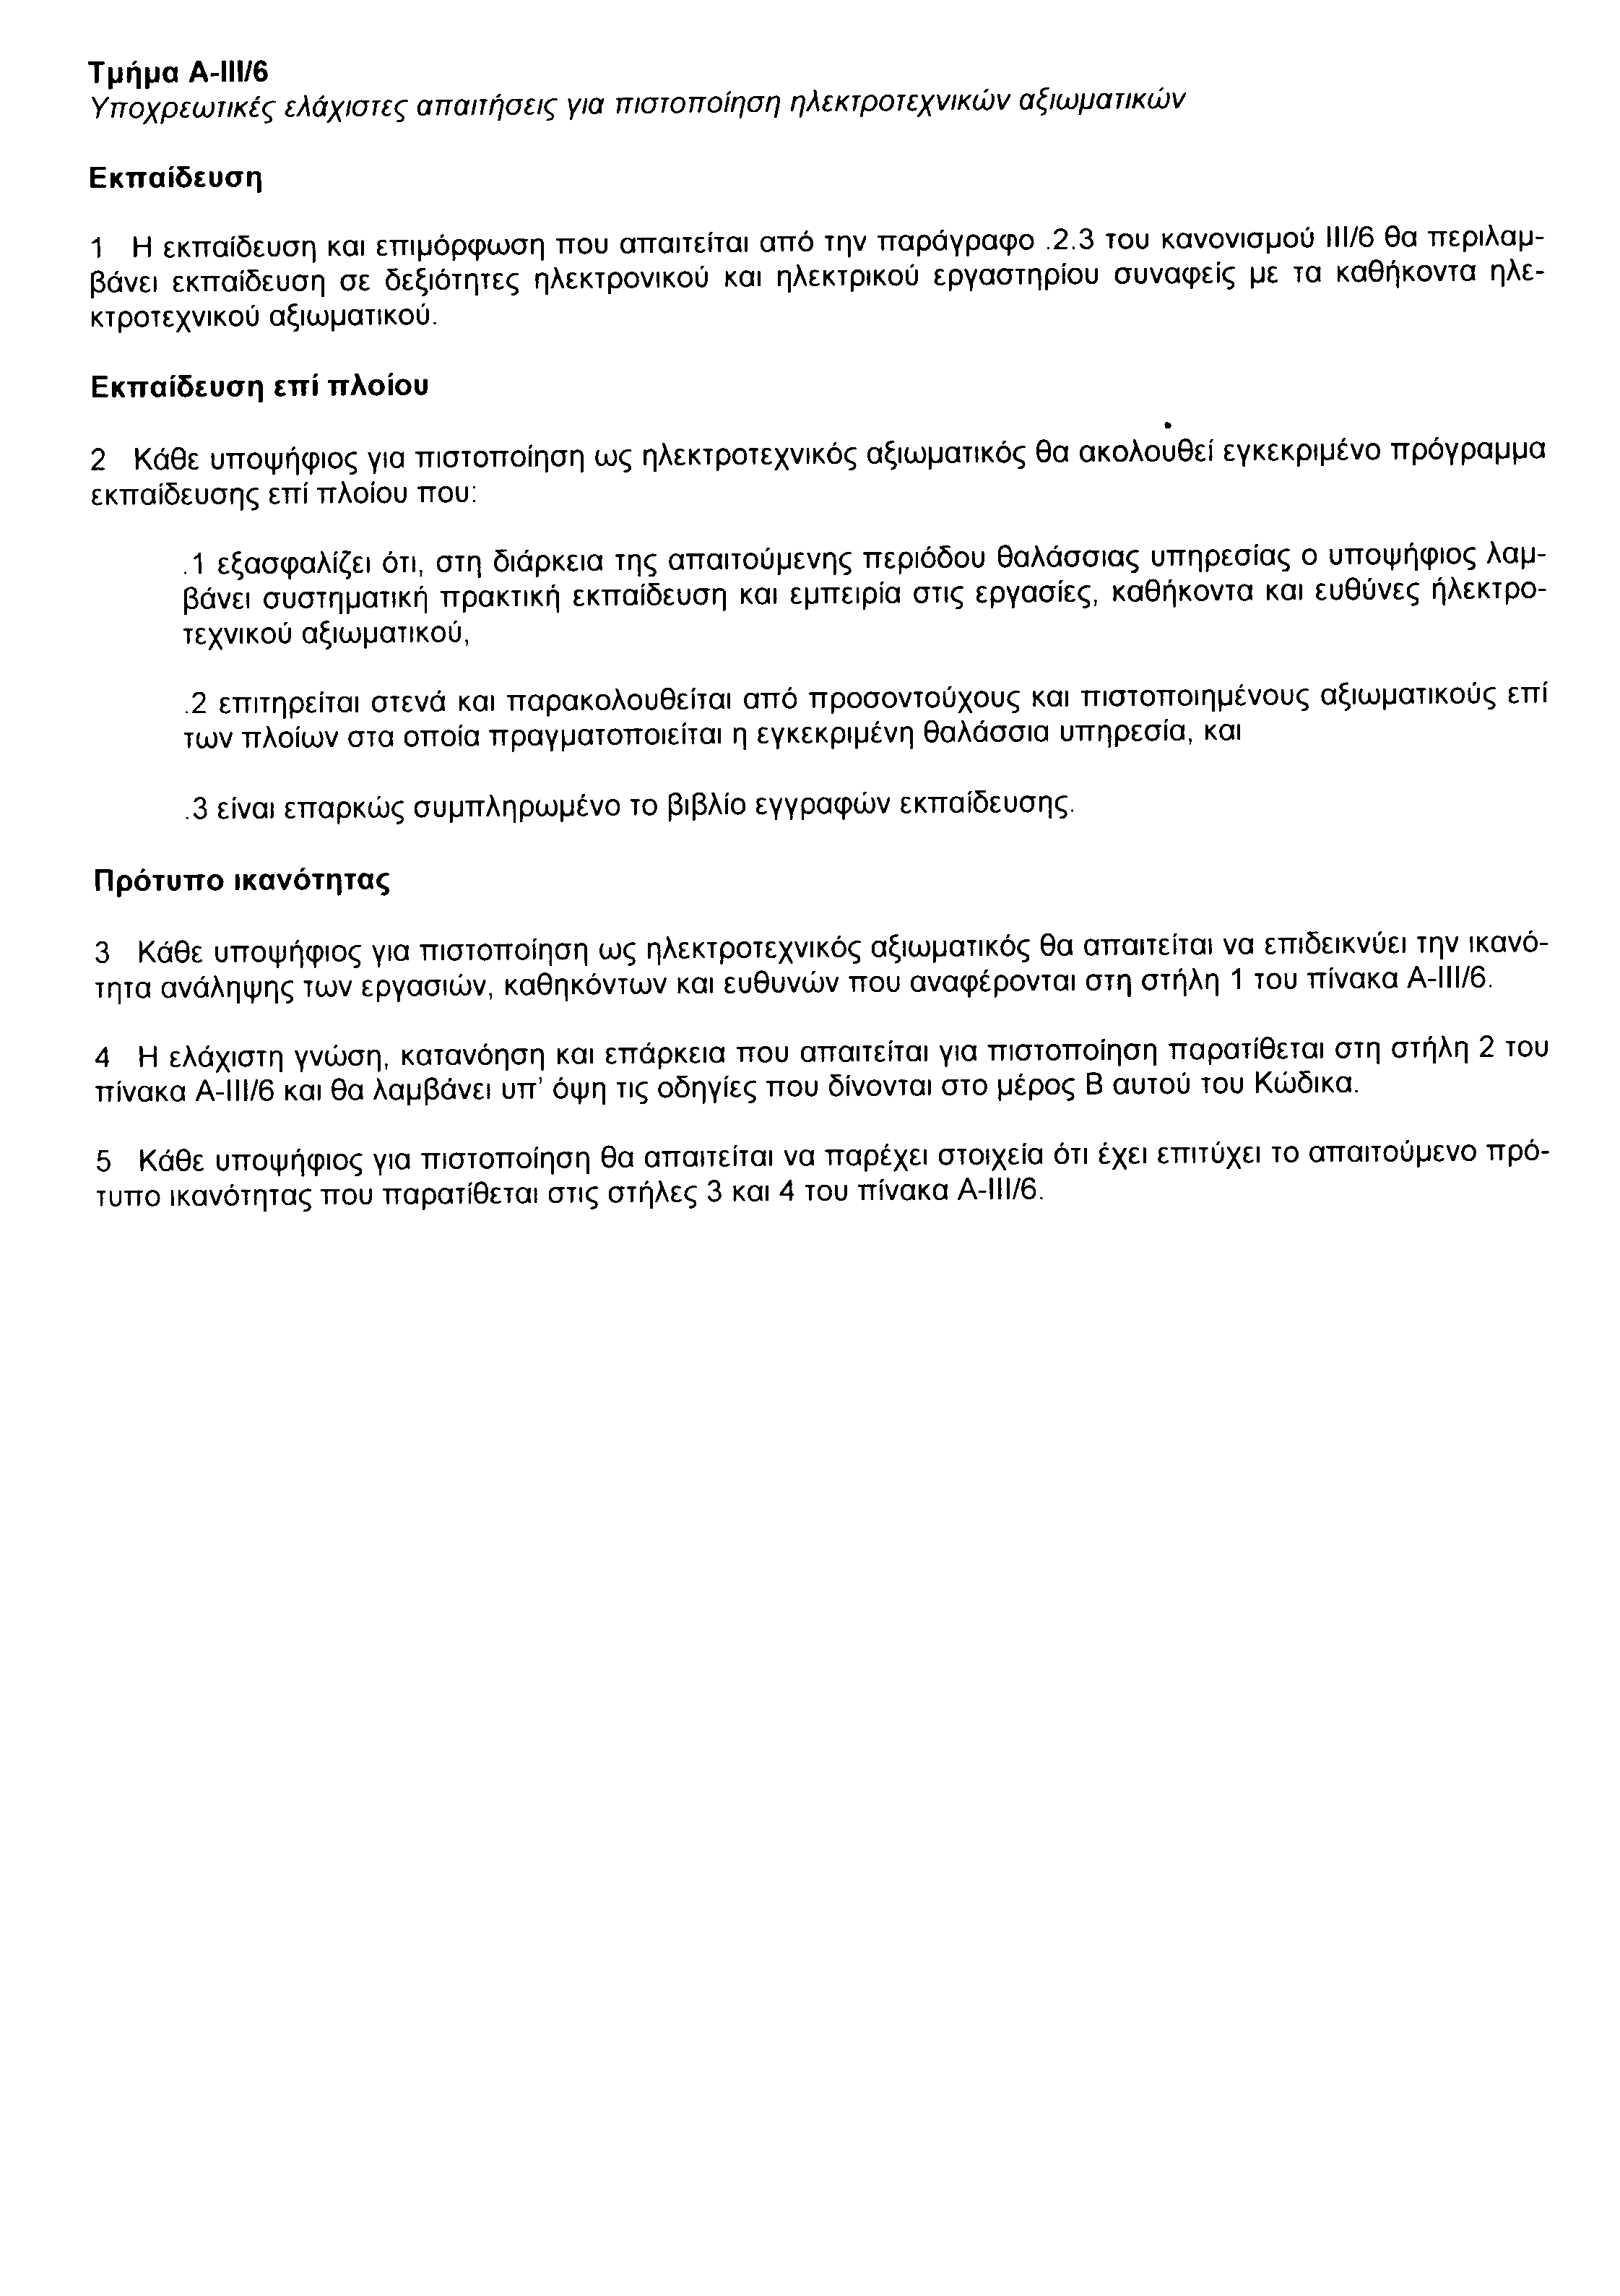 Τμήμα Α-ΙΙΙ/6
Υποχρεωτικές ελάχιστες απαιτήσεις για πιστοποίηση ηλεκτροτεχνικών αξιωματικών
Εκπαίδευση
1 Η εκπαίδευση και επιμόρφωση που απαιτείται από την παράγραφο .2.3 του κανονισμού ΙΙΙ/6 θα περιλαμ-
βάνει εκπαίδευση σε δεξιότητες ηλεκτρονικού και ηλεκτρικού εργαστηρίου συναφείς με τα καθήκοντα ηλε-
κτροτεχνικού αξιωματικού.
Εκπαίδευση επί πλοίου
2 Κάθε υποψήφιος για πιστοποίηση ως ηλεκτροτεχνικός αξιωματικός θα ακολουθεί εγκεκριμένο πρόγραμμα
εκπαίδευσης επί πλοίου που:
.1 εξασφαλίζει ότι, στη διάρκεια της απαιτούμενης περιόδου θαλάσσιας υπηρεσίας ο υποψήφιος λαμ-
βάνει συστηματική πρακτική εκπαίδευση και εμπειρία στις εργασίες, καθήκοντα και ευθύνες ήλεκτρο-
τεχνικού αξιωματικού,
.2 επιτηρείται στενά και παρακολουθείται από προσοντούχους και πιστοποιημένους αξιωματικούς επί
των πλοίων στα οποία πραγματοποιείται η εγκεκριμένη θαλάσσια υπηρεσία, και
.3 είναι επαρκώς συμπληρωμένο το βιβλίο εγγραφών εκπαίδευσης.
Πρότυπο ικανότητας
3 Κάθε υποψήφιος για πιστοποίηση ως ηλεκτροτεχνικός αξιωματικός θα απαιτείται να επιδεικνύει την ικανό-
τητα ανάληψης των εργασιών, καθηκόντων και ευθυνών που αναφέρονται στη στήλη 1 του πίνακα Α-ΙΙΙ/6.
4 Η ελάχιστη γνώση, κατανόηση και επάρκεια που απαιτείται για πιστοποίηση παρατίθεται στη στήλη 2 του
πίνακα Α-ΙΙΙ/6 και θα λαμβάνει υπ’ όψη τις οδηγίες που δίνονται στο μέρος Β αυτού του Κώδικα.
5 Κάθε υποψήφιος για πιστοποίηση θα απαιτείται να παρέχει στοιχεία ότι έχει επιτύχει το απαιτούμενο πρό-
τυπο ικανότητας που παρατίθεται στις στήλες 3 και 4 του πίνακα Α-ΙΙΙ/6.